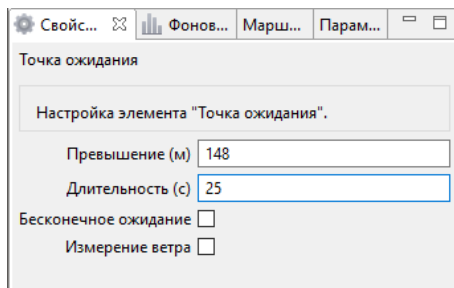 Свойс... Фонов... Марш... Парам...
Точка ожидания
Настройка элемента "Точка ожидания".
Превышение (м) 148
Длительность (с) 25
Бесконечное ожидание
Измерение ветра